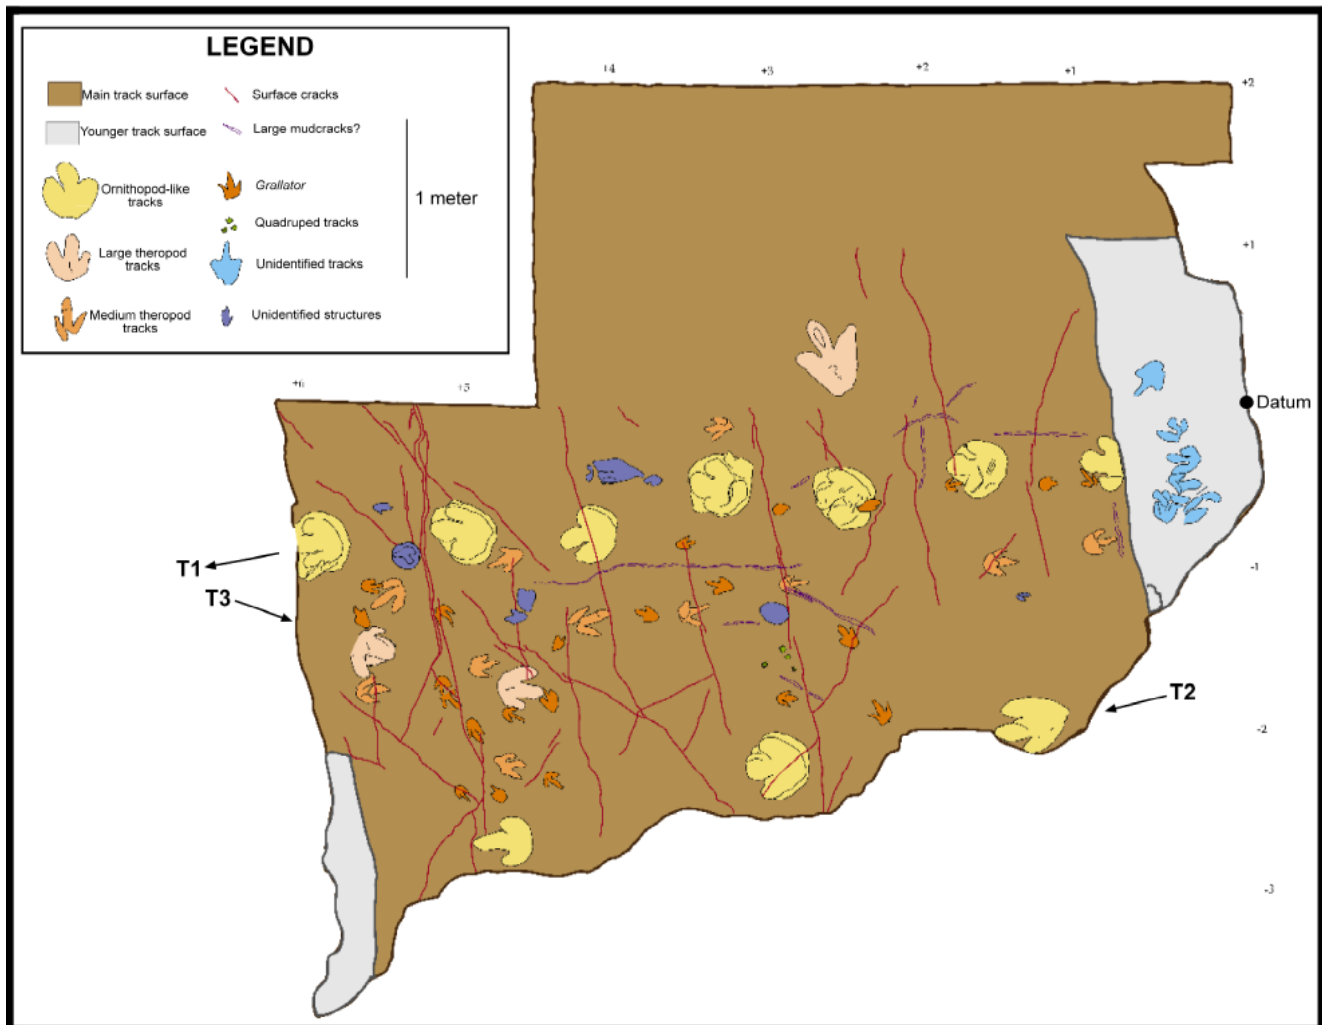 LEGEND
Main track surface
Surface cracks
Younger track surface
Large mudcracks?
Ornithopod-like
tracks
Grallator
1 meter
Quadruped tracks
Large theropod
tracks
Unidentified tracks
Medium theropod
tracks
Unidentified structures
+4
+3
+2
+1
+2
+1
+6
+5
Datum
T1
T3
-1
T2
-2
-3